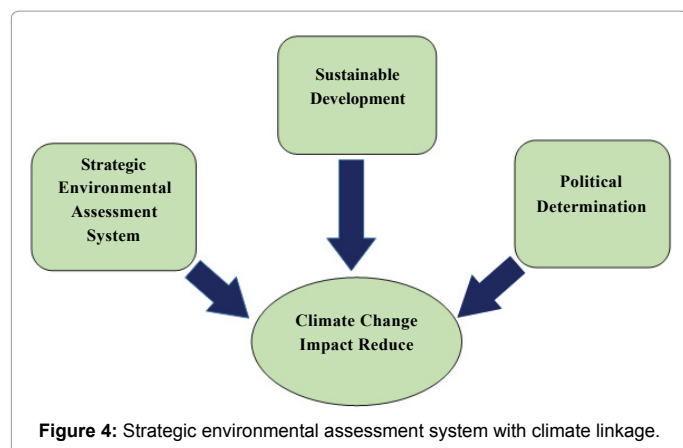 Sustainable
Development
Strategic
Environmental
Assessment
System
Political
Determination
Climate Change
Impact Reduce
Figure 4: Strategic environmental assessment system with climate linkage.